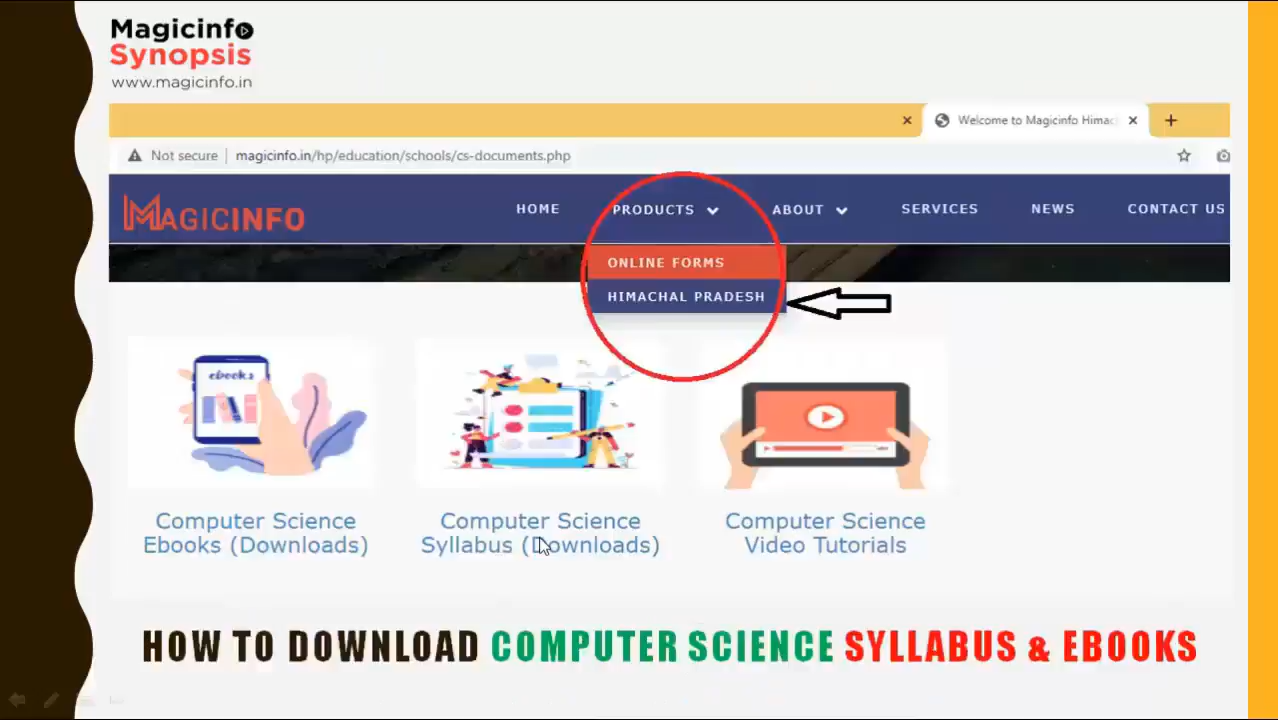 Magicinfo
Synopsis
www.magicinfo.in
Welcome to Magicinfo Himac
Not secure | magicinfo.in/hp/education/schools/cs-documents.php
MAGICINFO
HOME PRODUCTS ABOUT SERVICES NEWS CONTACT US
ONLINE FORMS
HIMACHAL PRADESH
ebooks
Computer Science Ebooks (Downloads)
Computer Science Syllabus (Downloads)
Computer Science Video Tutorials
HOW TO DOWNLOAD COMPUTER SCIENCE SYLLABUS & EBOOKS